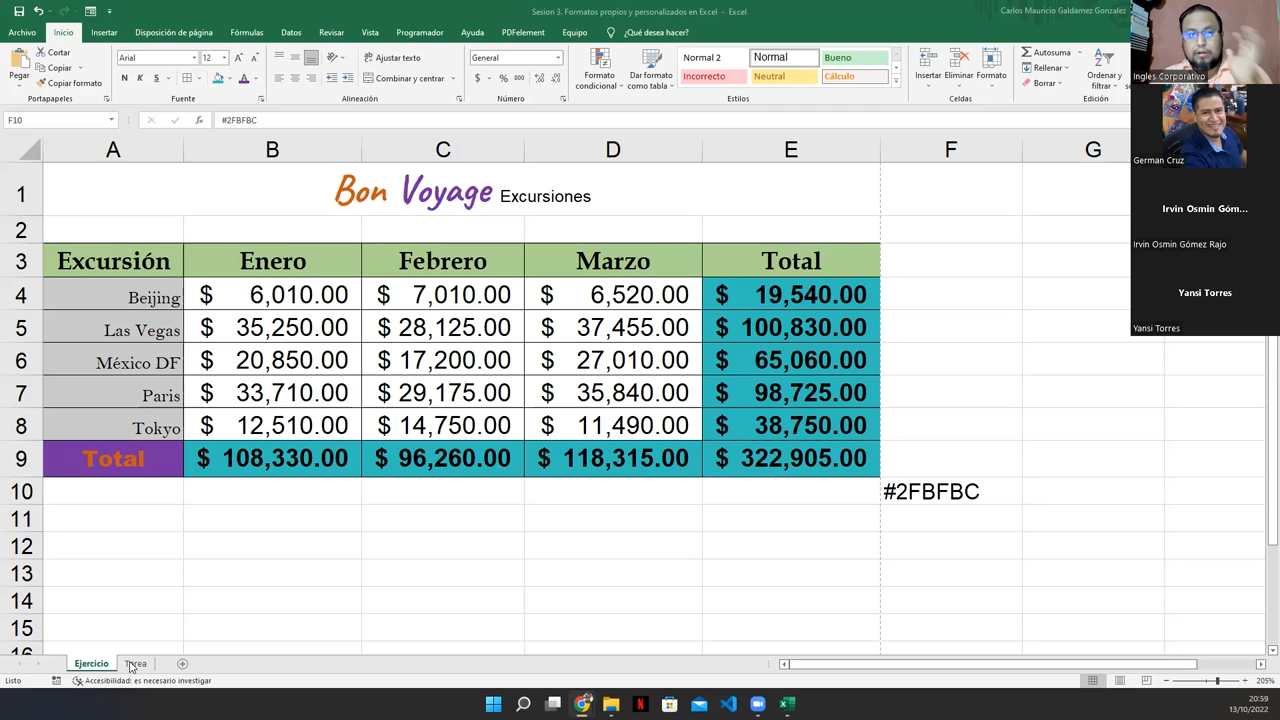 Sesion 3. Formatos propios y personalizados en Excel - Excel
Carlos Mauricio Galdamez Gonzalez
Archivo Inicio Insertar Disposición de página Fórmulas Datos Revisar Vista Programador Ayuda PDFelement Equipo ¿Qué desea hacer?
Pegar
Cortar
Copiar
Copiar formato
Portapapeles
Arial 12
N K S
Fuente
Ajustar texto
Combinar y centrar
Alineación
General
$ % 000
Número
Formato condicional
Dar formato como tabla
Normal 2 Normal Bueno
Incorrecto Neutral Cálculo
Estilos
Insertar Eliminar Formato
Celdas
Autosuma
Rellenar
Borrar
Ordenar y filtrar
Edición
F10 fx #2FBFBC
A B C D E F G
1 Bon Voyage Excursiones
2
3 Excursión Enero Febrero Marzo Total
4 Beijing $ 6,010.00 $ 7,010.00 $ 6,520.00 $ 19,540.00
5 Las Vegas $ 35,250.00 $ 28,125.00 $ 37,455.00 $ 100,830.00
6 México DF $ 20,850.00 $ 17,200.00 $ 27,010.00 $ 65,060.00
7 Paris $ 33,710.00 $ 29,175.00 $ 35,840.00 $ 98,725.00
8 Tokyo $ 12,510.00 $ 14,750.00 $ 11,490.00 $ 38,750.00
9 Total $ 108,330.00 $ 96,260.00 $ 118,315.00 $ 322,905.00
10 #2FBFBC
11
12
13
14
15
16
Ingles Corporativo
German Cruz
Irvin Osmin Góm...
Irvin Osmin Gómez Rajo
Yansi Torres
Yansi Torres
Ejercicio Tarea
Listo Accesibilidad: es necesario investigar 205%
20:59
13/10/2022